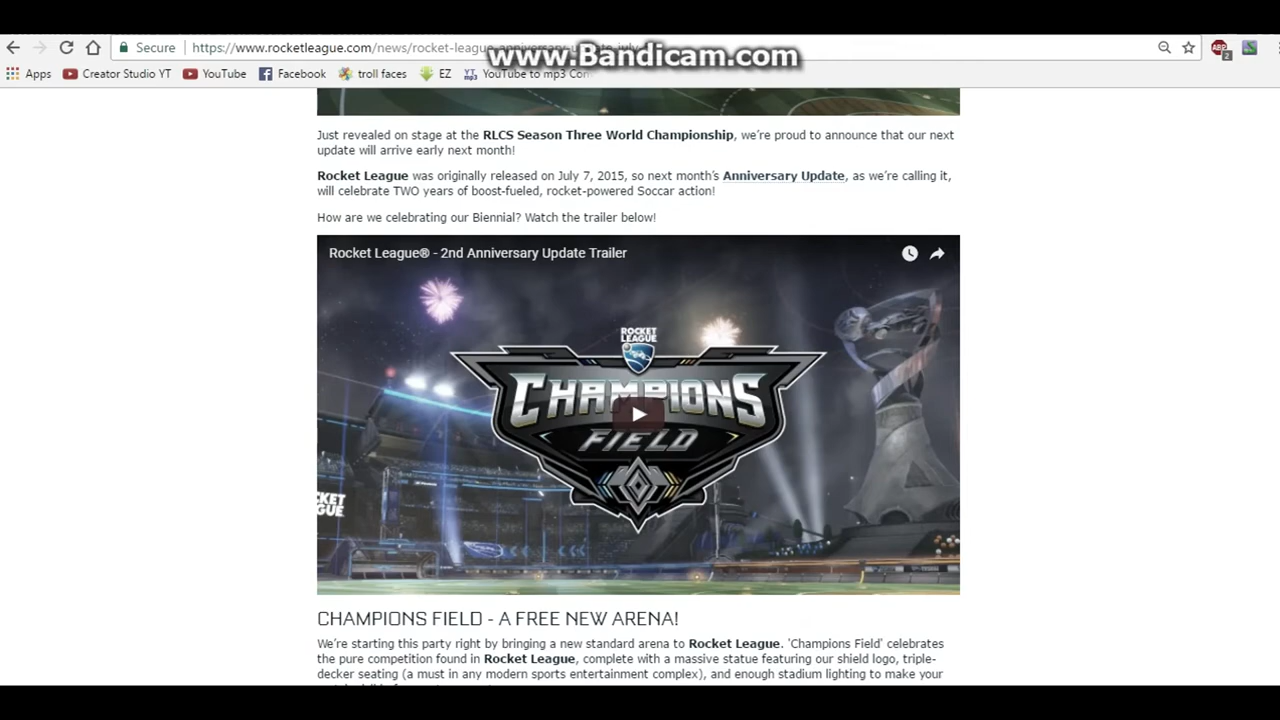 Secure https://www.rocketleague.com/news/rocket-league-anniversary-update-july
www.Bandicam.com
Apps Creator Studio YT YouTube Facebook troll faces EZ YouTube to mp3 Con
Just revealed on stage at the RLCS Season Three World Championship, we're proud to announce that our next
update will arrive early next month!
Rocket League was originally released on July 7, 2015, so next month's Anniversary Update, as we're calling it,
will celebrate TWO years of boost-fueled, rocket-powered Soccar action!
How are we celebrating our Biennial? Watch the trailer below!
Rocket League® - 2nd Anniversary Update Trailer
ROCKET
LEAGUE
CHAMPIONS
FIELD
CHAMPIONS FIELD - A FREE NEW ARENA!
We're starting this party right by bringing a new standard arena to Rocket League. 'Champions Field' celebrates
the pure competition found in Rocket League, complete with a massive statue featuring our shield logo, triple-
decker seating (a must in any modern sports entertainment complex), and enough stadium lighting to make your